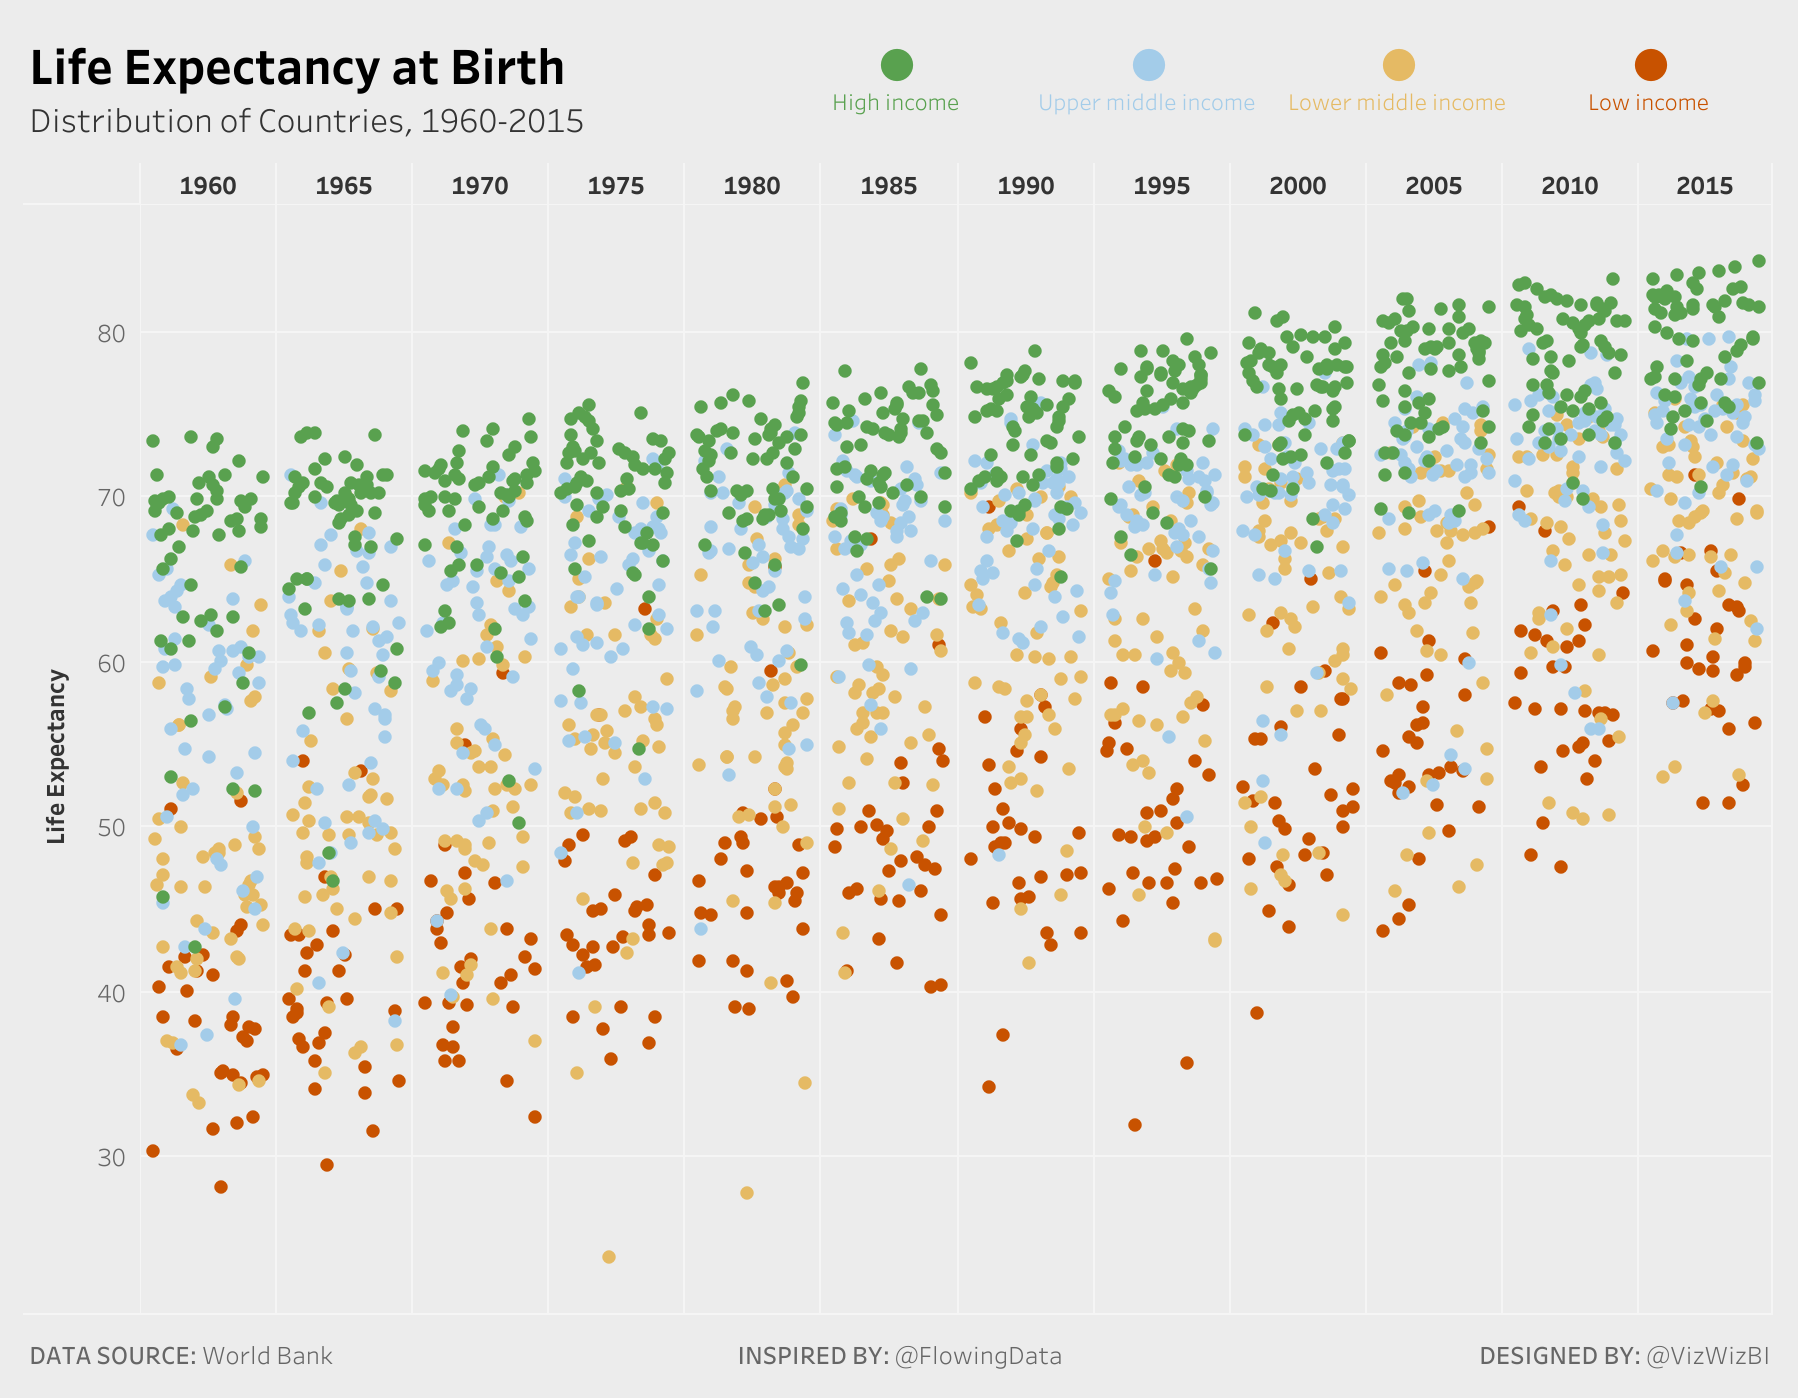 Life Expectancy at Birth
Distribution of Countries, 1960-2015
High income
Upper middle income
Lower middle income
Low income
1960 1965 1970 1975 1980 1985 1990 1995 2000 2005 2010 2015
80
70
60
50
40
30
Life Expectancy
DATA SOURCE: World Bank
INSPIRED BY: @FlowingData
DESIGNED BY: @VizWizBI